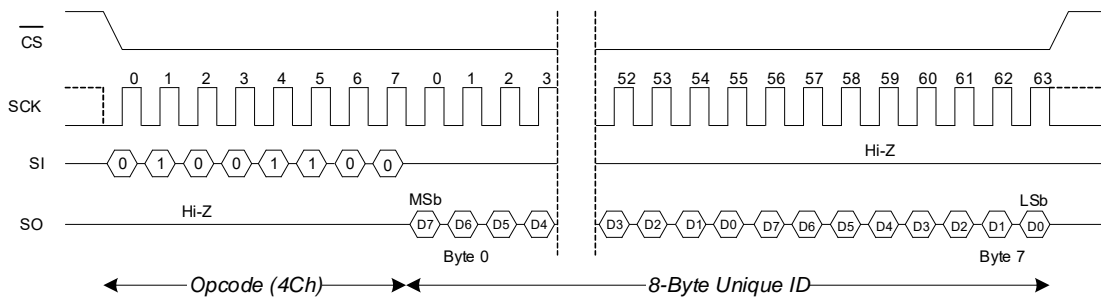 CS
0 1 2 3 4 5 6 7 0 1 2 3 52 53 54 55 56 57 58 59 60 61 62 63
SCK
Hi-Z
SI 0 1 0 0 1 1 0 0
MSb LSb
Hi-Z
SO D7 D6 D5 D4 D3 D2 D1 D0 D7 D6 D5 D4 D3 D2 D1 D0
Byte 0 Byte 7
Opcode (4Ch) 8-Byte Unique ID